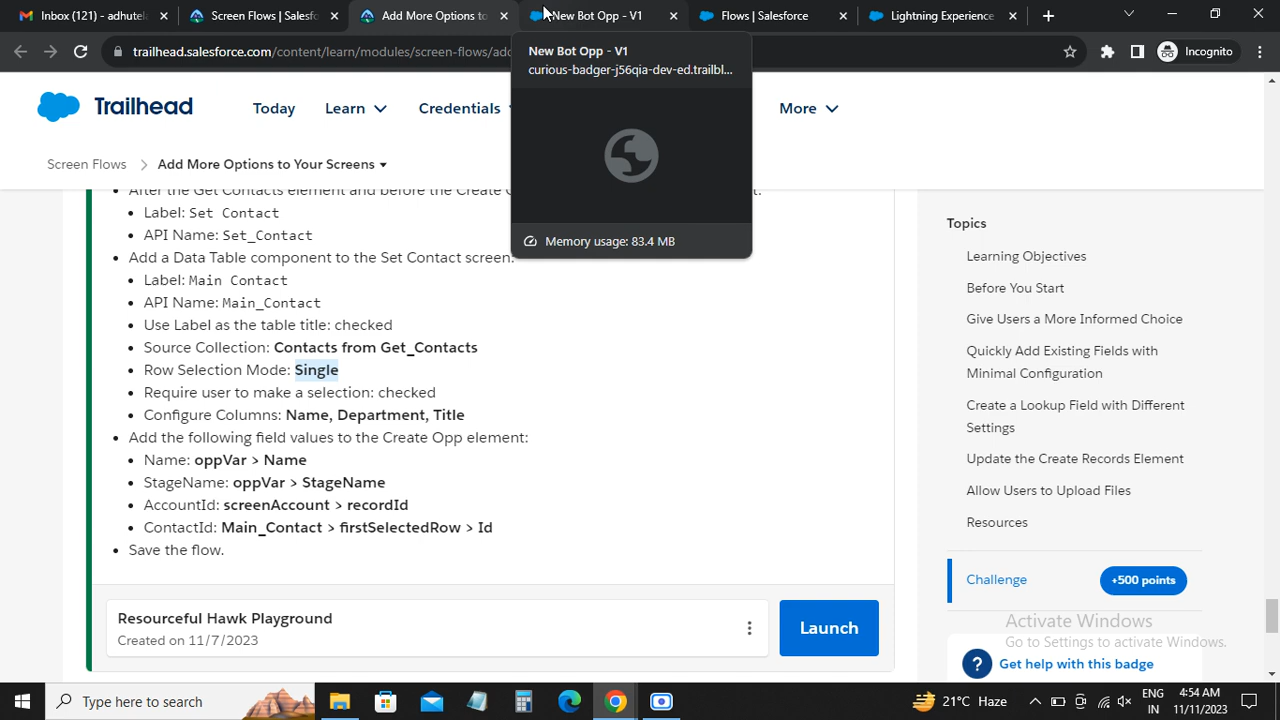 Inbox (121) - adhutel
Screen Flows | Salesfo
Add More Options to
New Bot Opp - V1
Flows | Salesforce
Lightning Experience
trailhead.salesforce.com/content/learn/modules/screen-flows/add
Incognito
New Bot Opp - V1
curious-badger-j56qia-dev-ed.trailbl...
Memory usage: 83.4 MB
Trailhead
Today
Learn
Credentials
More
Screen Flows
Add More Options to Your Screens
After the Get Contacts element and before the Create O
Label: Set Contact
API Name: Set_Contact
Add a Data Table component to the Set Contact screen:
Label: Main Contact
API Name: Main_Contact
Use Label as the table title: checked
Source Collection: Contacts from Get_Contacts
Row Selection Mode: Single
Require user to make a selection: checked
Configure Columns: Name, Department, Title
Add the following field values to the Create Opp element:
Name: oppVar > Name
StageName: oppVar > StageName
AccountId: screenAccount > recordId
ContactId: Main_Contact > firstSelectedRow > Id
Save the flow.
Resourceful Hawk Playground
Created on 11/7/2023
Launch
Topics
Learning Objectives
Before You Start
Give Users a More Informed Choice
Quickly Add Existing Fields with
Minimal Configuration
Create a Lookup Field with Different
Settings
Update the Create Records Element
Allow Users to Upload Files
Resources
Challenge
+500 points
Activate Windows
Go to Settings to activate Windows.
? Get help with this badge
Type here to search
21°C Haze
ENG
IN
4:54 AM
11/11/2023